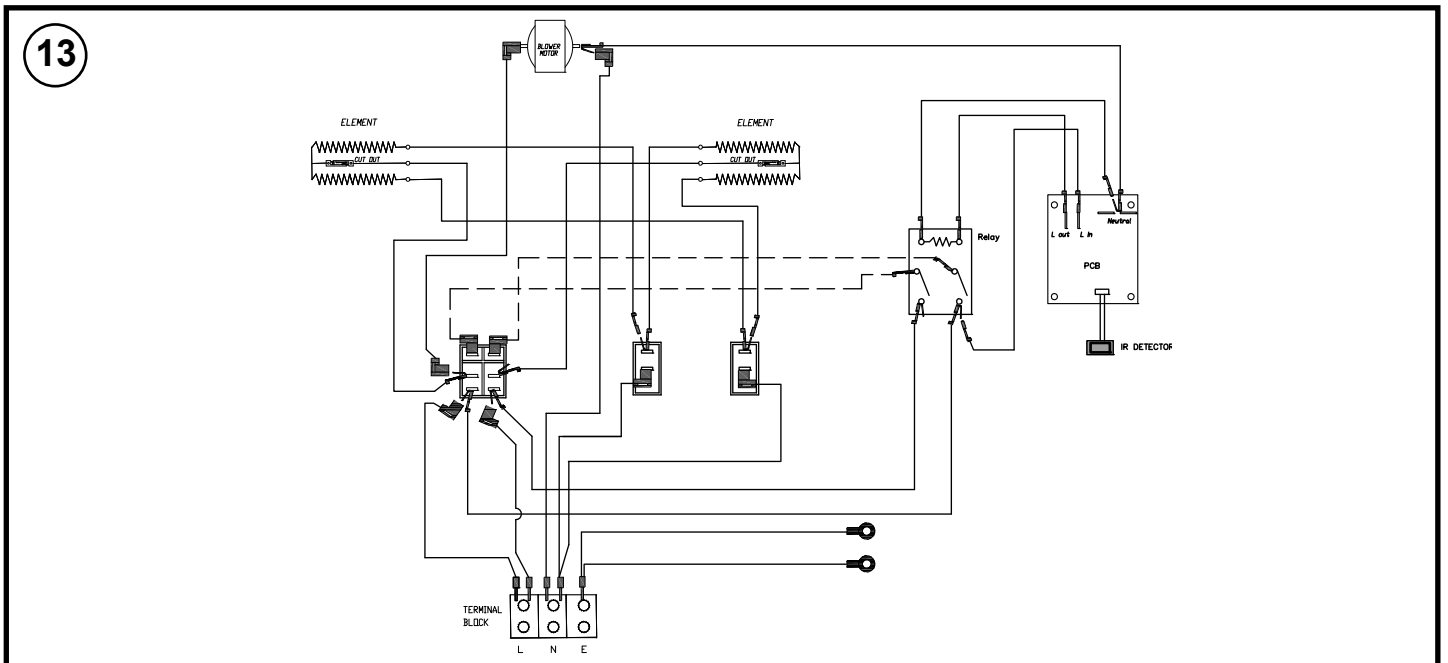 13
BLOWER
MOTOR
ELEMENT
ELEMENT
CUT OUT
CUT OUT
Relay
L out
L in
Neutral
PCB
IR DETECTOR
TERMINAL
BLOCK
L
N
E